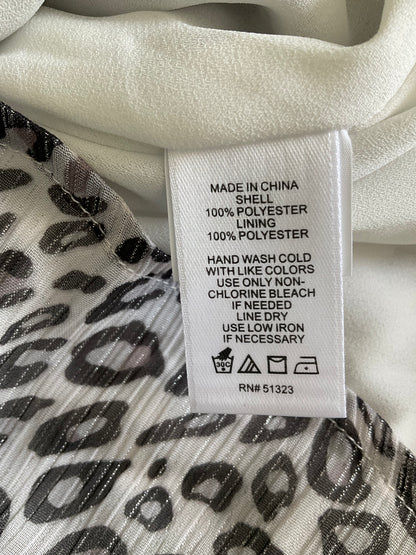 MADE IN CHINA
SHELL
100% POLYESTER
LINING
100% POLYESTER
HAND WASH COLD
WITH LIKE COLORS
USE ONLY NON-
CHLORINE BLEACH
IF NEEDED
LINE DRY
USE LOW IRON
IF NECESSARY
30C
RN# 51323